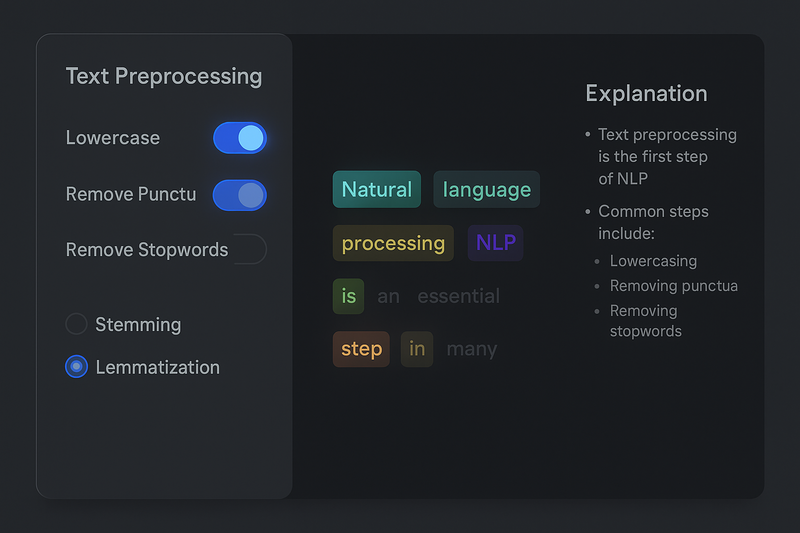 Text Preprocessing
Lowercase
Remove Punctu
Remove Stopwords
Stemming
Lemmatization
Natural language
processing NLP
is an essential
step in many
Explanation
• Text preprocessing
is the first step
of NLP
• Common steps
include:
• Lowercasing
• Removing punctua
• Removing
stopwords